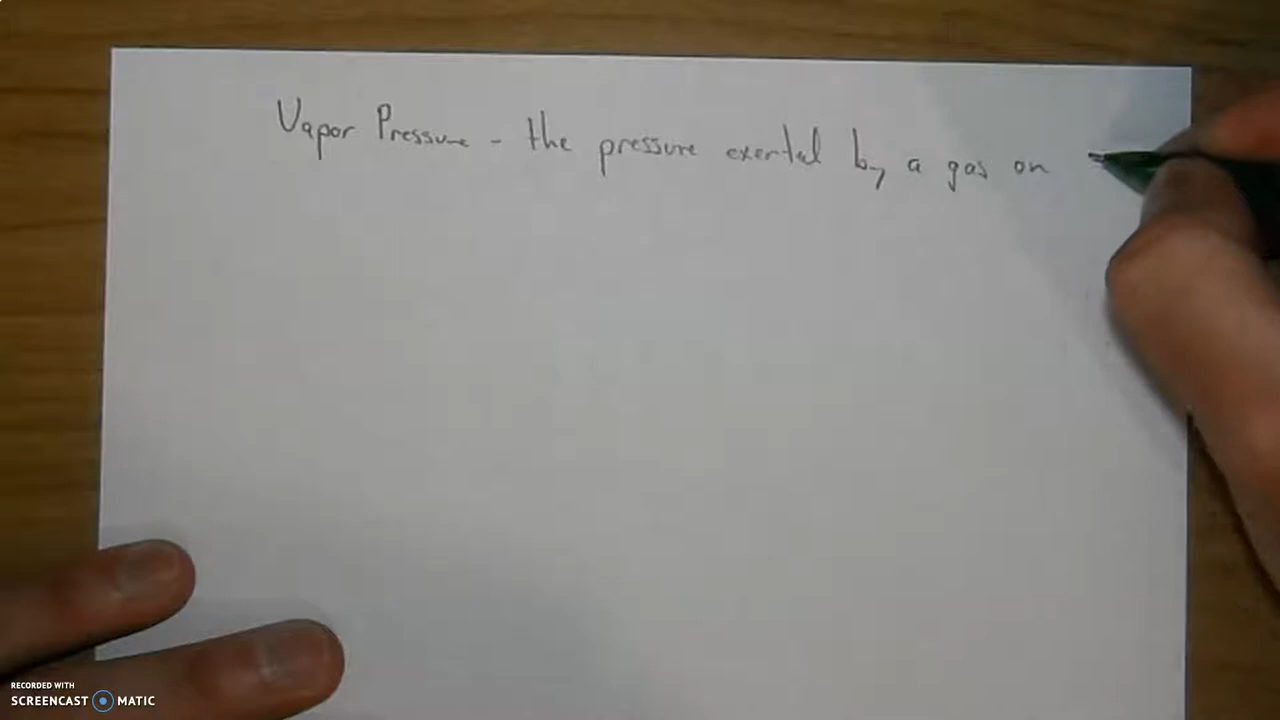 Vapor Pressure - the pressure exerted by a gas on
RECORDED WITH
SCREENCAST MATIC